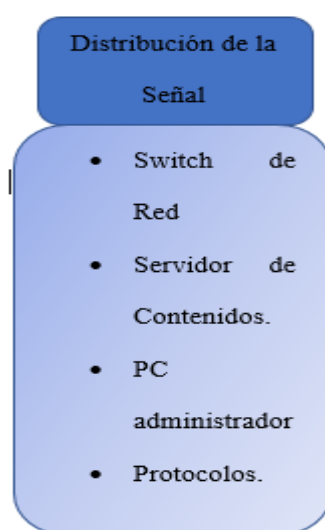 Distribución de la
Señal
• Switch de
Red
• Servidor de
Contenidos.
• PC
administrador
• Protocolos.